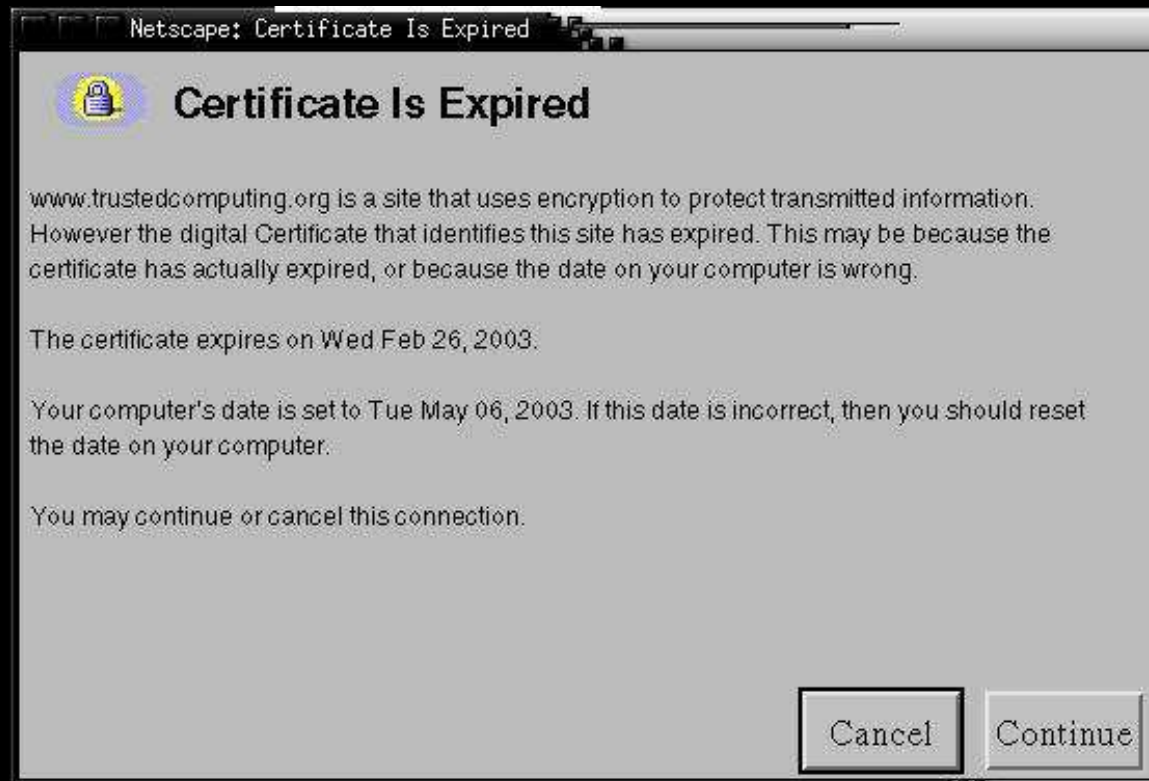 Netscape: Certificate Is Expired
Certificate Is Expired
www.trustedcomputing.org is a site that uses encryption to protect transmitted information.
However the digital Certificate that identifies this site has expired. This may be because the
certificate has actually expired, or because the date on your computer is wrong.
The certificate expires on Wed Feb 26, 2003.
Your computer's date is set to Tue May 06, 2003. If this date is incorrect, then you should reset
the date on your computer.
You may continue or cancel this connection.
Cancel
Continue